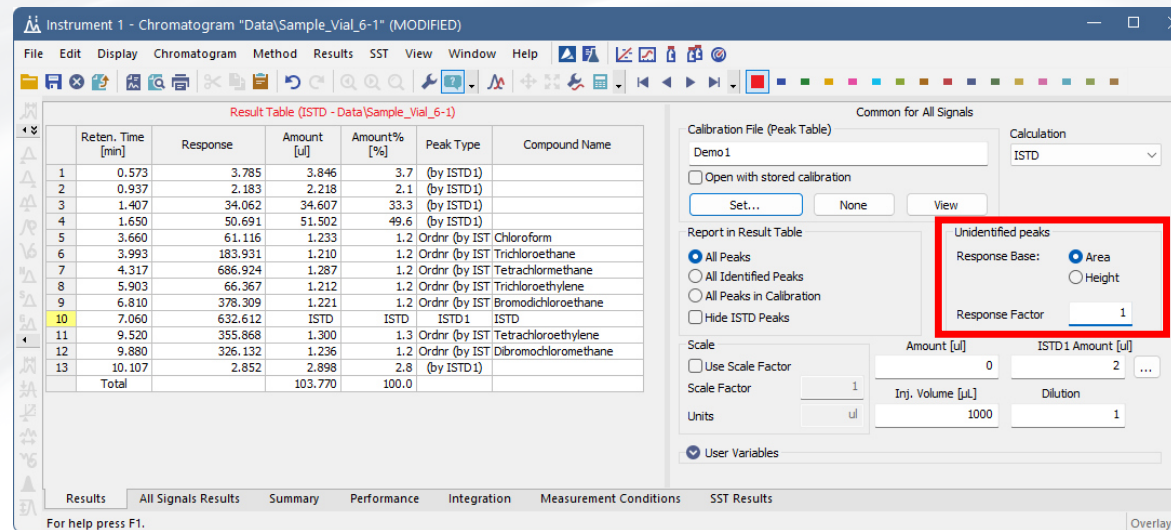 Instrument 1 - Chromatogram "Data\Sample_Vial_6-1" (MODIFIED)
File Edit Display Chromatogram Method Results SST View Window Help
Result Table (ISTD - Data\Sample_Vial_6-1)
Reten. Time [min] Response Amount [ul] Amount% [%] Peak Type Compound Name
1 0.573 3.785 3.846 3.7 (by ISTD1)
2 0.937 2.183 2.218 2.1 (by ISTD1)
3 1.407 34.062 34.607 33.3 (by ISTD1)
4 1.650 50.691 51.502 49.6 (by ISTD1)
5 3.660 61.116 1.233 1.2 Ordnr (by IST Chloroform
6 3.993 183.931 1.210 1.2 Ordnr (by IST Trichloroethane
7 4.317 686.924 1.287 1.2 Ordnr (by IST Tetrachlormethane
8 5.903 66.367 1.212 1.2 Ordnr (by IST Trichloroethylene
9 6.810 378.309 1.221 1.2 Ordnr (by IST Bromodichloroethane
10 7.060 632.612 ISTD ISTD ISTD1 ISTD
11 9.520 355.868 1.300 1.3 Ordnr (by IST Tetrachloroethylene
12 9.880 326.132 1.236 1.2 Ordnr (by IST Dibromochloromethane
13 10.107 2.852 2.898 2.8 (by ISTD1)
Total 103.770 100.0
Common for All Signals
Calibration File (Peak Table)
Demo1
Open with stored calibration
Set... None View
Calculation
ISTD
Report in Result Table
All Peaks
All Identified Peaks
All Peaks in Calibration
Hide ISTD Peaks
Unidentified peaks
Response Base: Area
Height
Response Factor 1
Scale
Use Scale Factor
Scale Factor 1
Units ul
Amount [ul] ISTD1 Amount [ul]
0 2 ...
Inj. Volume [µL] Dilution
1000 1
User Variables
Results All Signals Results Summary Performance Integration Measurement Conditions SST Results
For help press F1.
Overlay